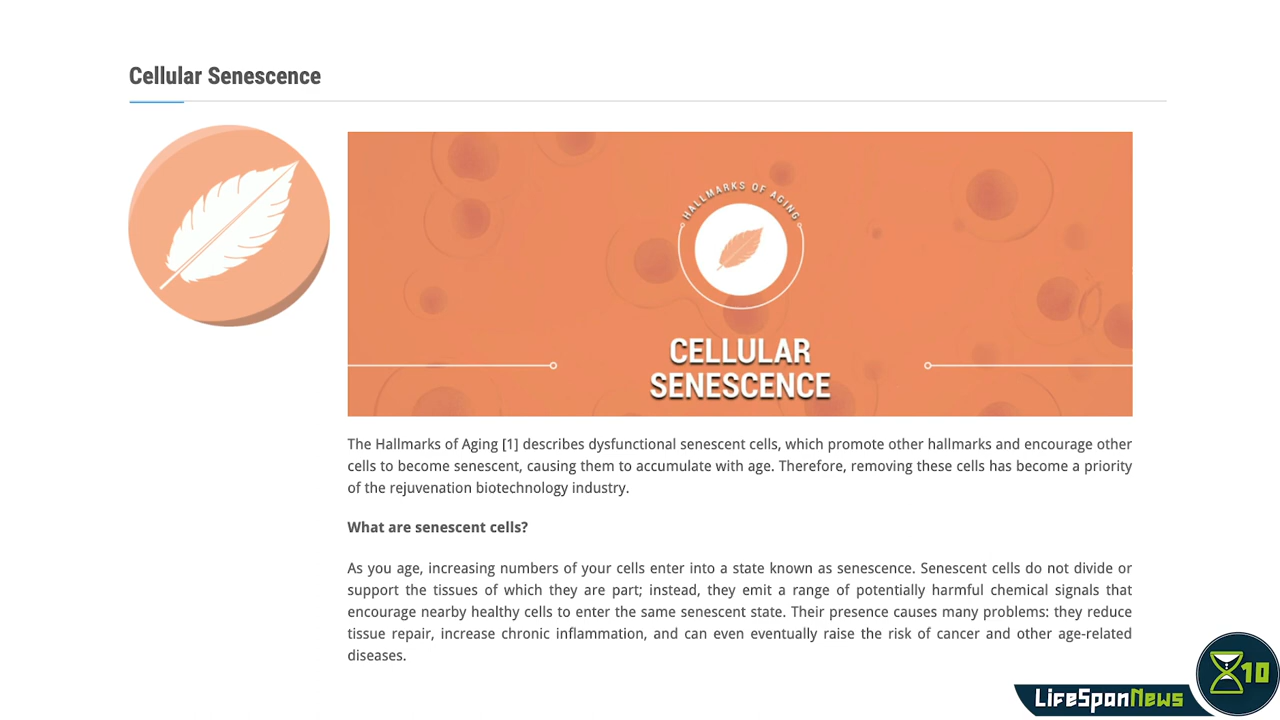 Cellular Senescence
HALLMARKS OF AGING
CELLULAR
SENESCENCE
The Hallmarks of Aging [1] describes dysfunctional senescent cells, which promote other hallmarks and encourage other
cells to become senescent, causing them to accumulate with age. Therefore, removing these cells has become a priority
of the rejuvenation biotechnology industry.
What are senescent cells?
As you age, increasing numbers of your cells enter into a state known as senescence. Senescent cells do not divide or
support the tissues of which they are part; instead, they emit a range of potentially harmful chemical signals that
encourage nearby healthy cells to enter the same senescent state. Their presence causes many problems: they reduce
tissue repair, increase chronic inflammation, and can even eventually raise the risk of cancer and other age-related
diseases.
LifeSpanNews
10